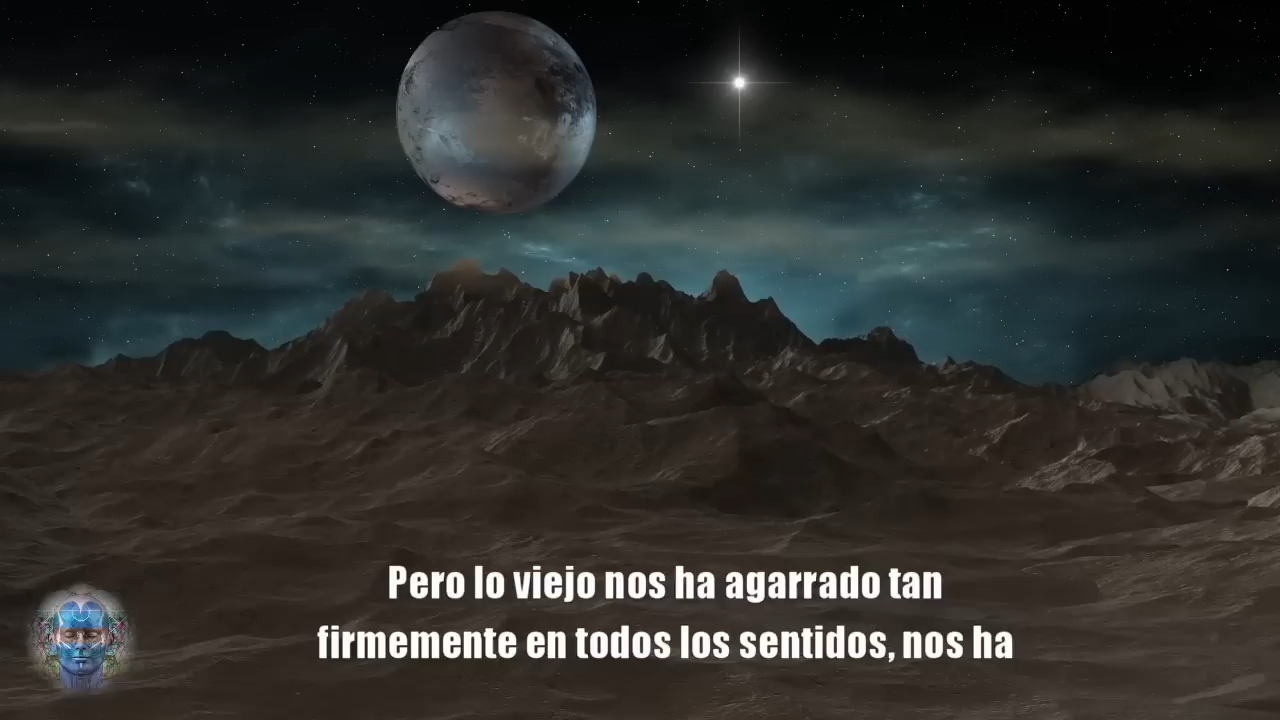 Pero lo viejo nos ha agarrado tan
firmemente en todos los sentidos, nos ha